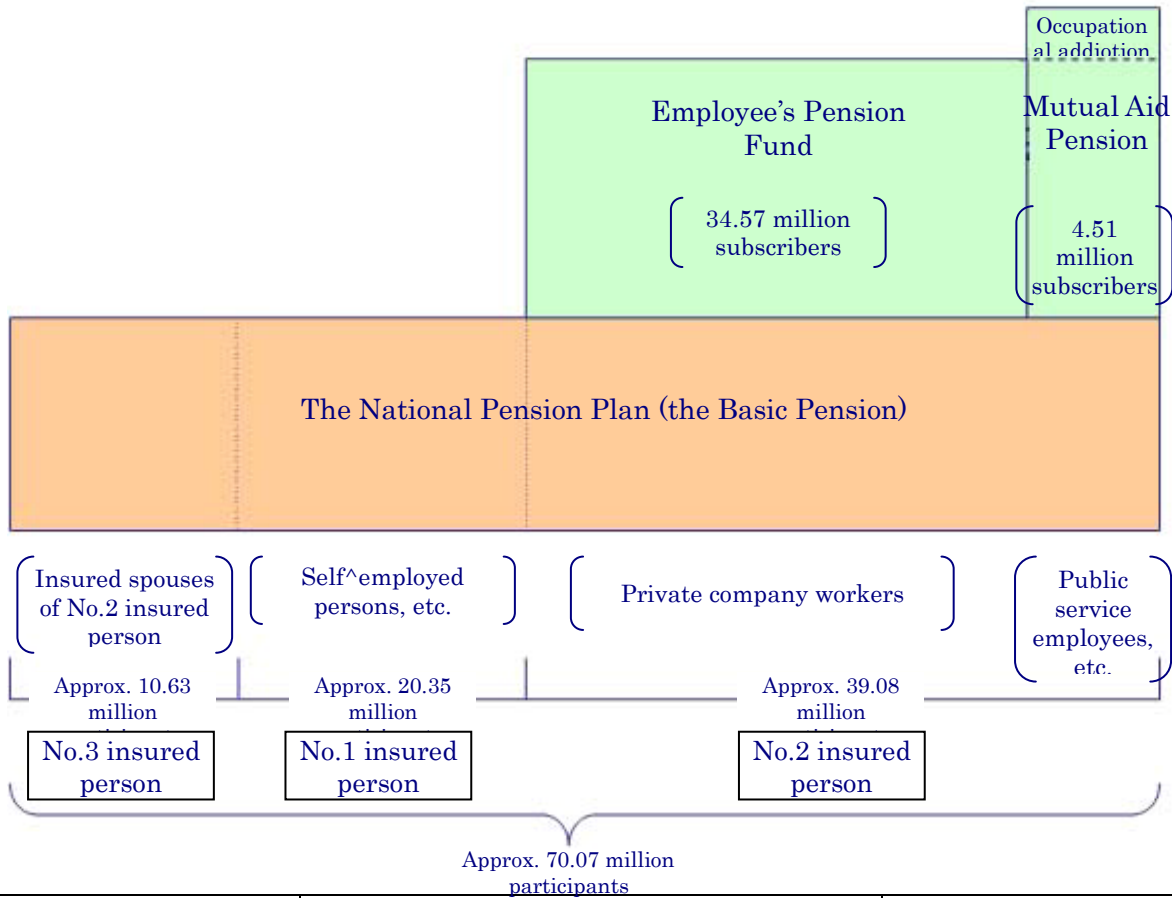 Occupation
al addiotion
Employee's Pension
Fund
Mutual Aid
Pension
34.57 million
subscribers
4.51
million
subscribers
The National Pension Plan (the Basic Pension)
Insured spouses
of No.2 insured
person
Self^employed
persons, etc.
Private company workers
Public
service
employees,
etc.
Approx. 10.63
million
Approx. 20.35
million
Approx. 39.08
million
No.3 insured
person
No.1 insured
person
No.2 insured
person
Approx. 70.07 million
participants